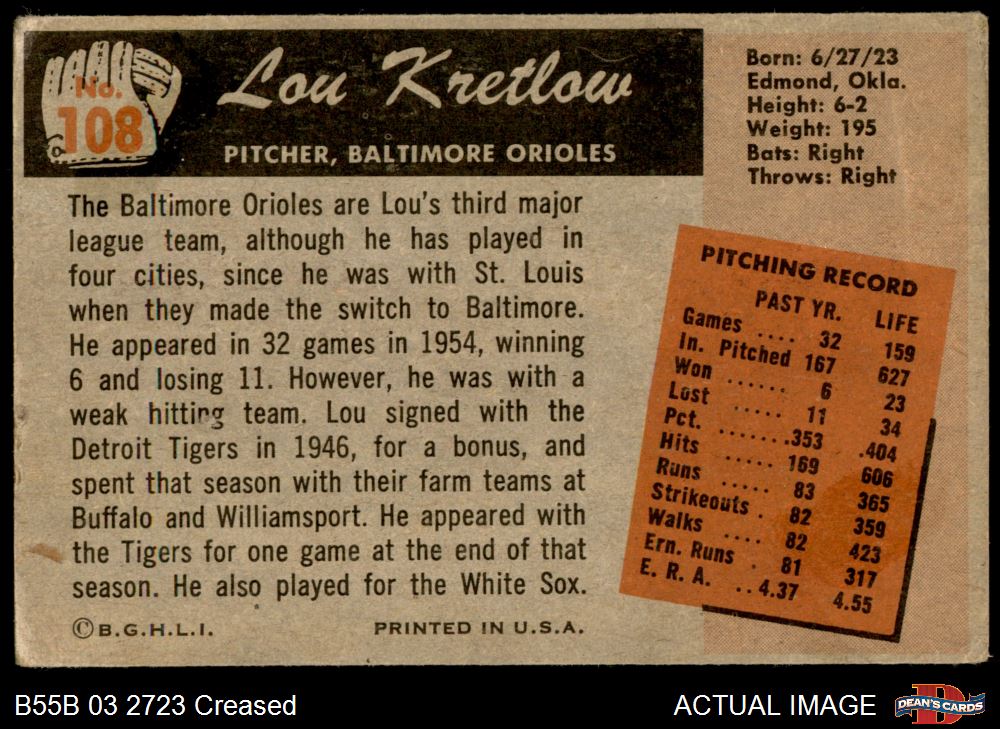 No.
108
Lou Kretlow
PITCHER, BALTIMORE ORIOLES
Born: 6/27/23
Edmond, Okla.
Height: 6-2
Weight: 195
Bats: Right
Throws: Right
The Baltimore Orioles are Lou's third major
league team, although he has played in
four cities, since he was with St. Louis
when they made the switch to Baltimore.
He appeared in 32 games in 1954, winning
6 and losing 11. However, he was with a
weak hitting team. Lou signed with the
Detroit Tigers in 1946, for a bonus, and
spent that season with their farm teams at
Buffalo and Williamsport. He appeared with
the Tigers for one game at the end of that
season. He also played for the White Sox.
©B.G.H.L.I. PRINTED IN U.S.A.
PITCHING RECORD
PAST YR. LIFE
Games .... 32 159
In. Pitched 167 627
Won ...... 6 23
Lost ..... 11 34
Pct. .......353 .404
Hits ..... 169 606
Runs ..... 83 365
Strikeouts . 82 359
Walks .... 82 423
Ern. Runs . 81 317
E. R. A. ..4.37 4.55
B55B 03 2723 Creased
ACTUAL IMAGE
D
DEAN'S CARDS